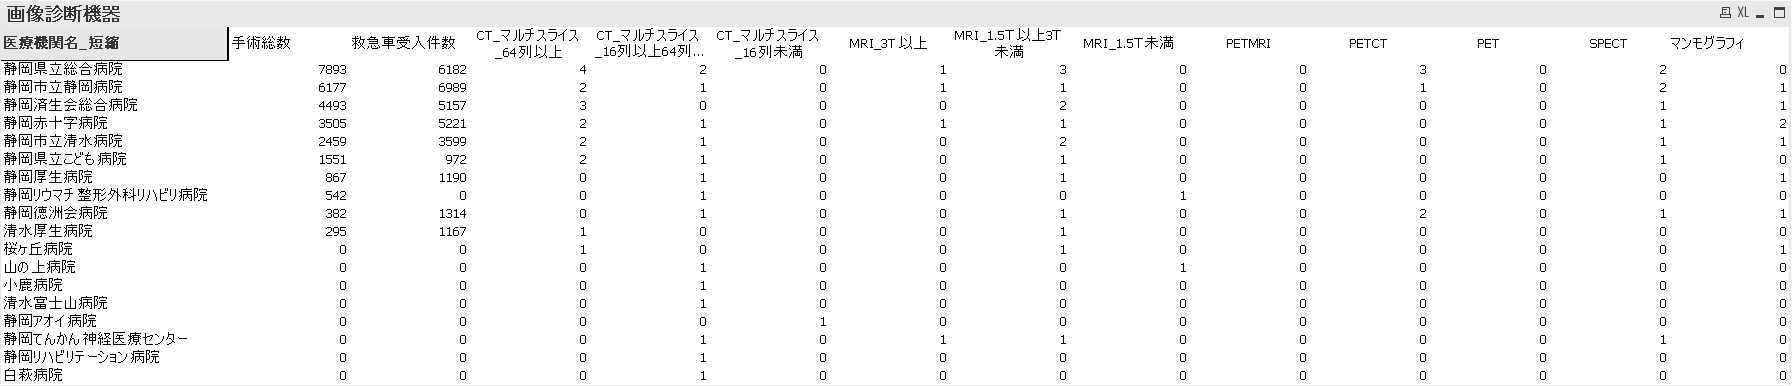 画像診断機器
XL
医療機関名_短縮 手術総数 救急車受入件数 CT_マルチスライス_64列以上 CT_マルチスライス_16列以上64列... CT_マルチスライス_16列未満 MRI_3T以上 MRI_1.5T以上3T未満 MRI_1.5T未満 PETMRI PETCT PET SPECT マンモグラフィ
静岡県立総合病院 7893 6182 4 2 0 1 3 0 0 3 0 2 0
静岡市立静岡病院 6177 6989 2 1 0 1 1 0 0 1 0 2 1
静岡済生会総合病院 4493 5157 3 0 0 0 2 0 0 0 0 1 1
静岡赤十字病院 3505 5221 2 1 0 1 1 0 0 0 0 1 2
静岡市立清水病院 2459 3599 2 1 0 0 2 0 0 0 0 1 1
静岡県立こども病院 1551 972 2 1 0 0 1 0 0 0 0 1 0
静岡厚生病院 867 1190 0 1 0 0 1 0 0 0 0 0 1
静岡リウマチ整形外科リハビリ病院 542 0 0 1 0 0 0 1 0 0 0 0 0
静岡徳洲会病院 382 1314 0 1 0 0 1 0 0 2 0 1 1
清水厚生病院 295 1167 1 0 0 0 1 0 0 0 0 0 0
桜ヶ丘病院 0 0 1 0 0 0 1 0 0 0 0 0 1
山の上病院 0 0 0 1 0 0 0 1 0 0 0 0 0
小鹿病院 0 0 0 1 0 0 0 0 0 0 0 0 0
清水富士山病院 0 0 0 1 0 0 0 0 0 0 0 0 0
静岡アオイ病院 0 0 0 0 1 0 0 0 0 0 0 0 0
静岡てんかん神経医療センター 0 0 0 1 0 1 1 0 0 0 0 1 0
静岡リハビリテーション病院 0 0 0 1 0 0 0 0 0 0 0 0 0
白萩病院 0 0 0 1 0 0 0 0 0 0 0 0 0